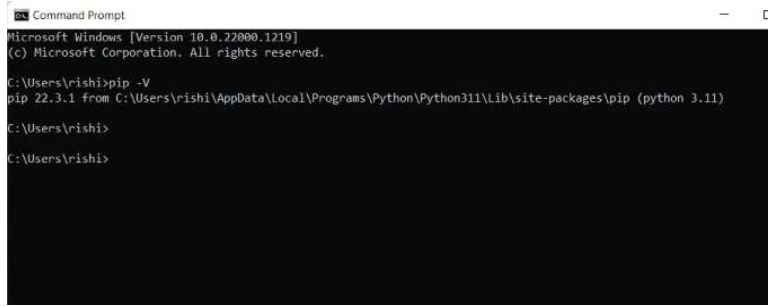 Command Prompt
Microsoft Windows [Version 10.0.22000.1219]
(c) Microsoft Corporation. All rights reserved.
C:\Users\rishi>pip -V
pip 22.3.1 from C:\Users\rishi\AppData\Local\Programs\Python\Python311\Lib\site-packages\pip (python 3.11)
C:\Users\rishi>
C:\Users\rishi>